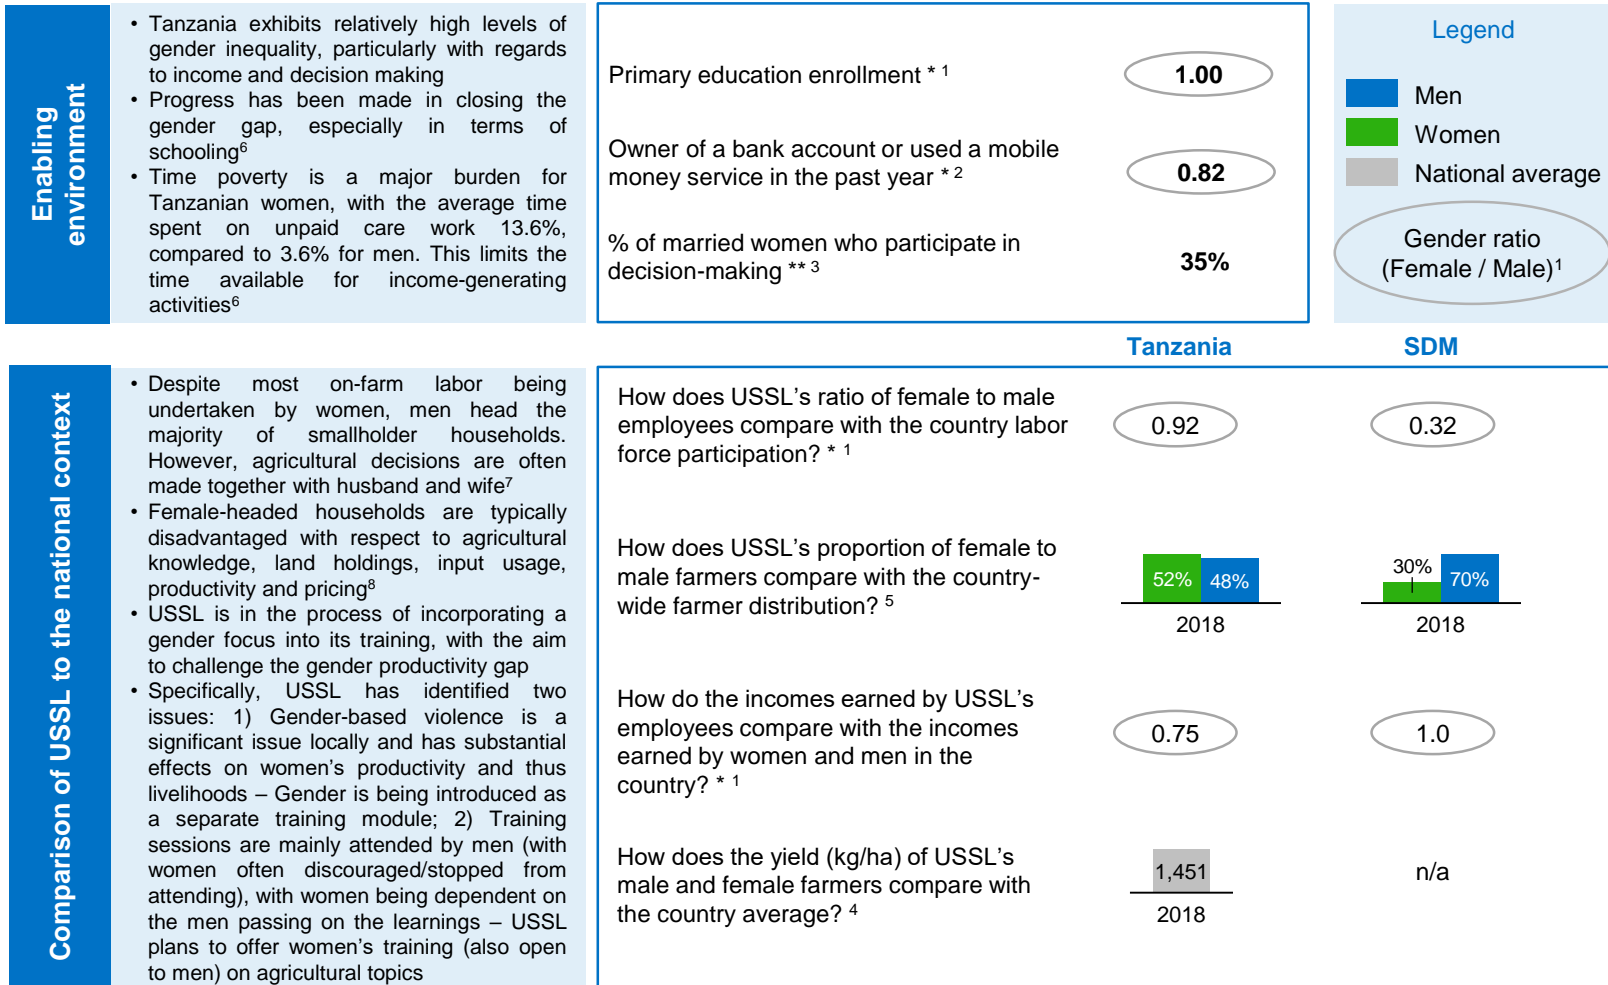 Enabling
environment
• Tanzania exhibits relatively high levels of
gender inequality, particularly with regards
to income and decision making
• Progress has been made in closing the
gender gap, especially in terms of
schooling⁶
• Time poverty is a major burden for
Tanzanian women, with the average time
spent on unpaid care work 13.6%,
compared to 3.6% for men. This limits the
time available for income-generating
activities⁶
Primary education enrollment * ¹
1.00
Owner of a bank account or used a mobile
money service in the past year * ²
0.82
% of married women who participate in
decision-making ** ³
35%
Legend
Men
Women
National average
Gender ratio
(Female / Male)¹
Tanzania
SDM
Comparison of USSL to the national context
• Despite most on-farm labor being
undertaken by women, men head the
majority of smallholder households.
However, agricultural decisions are often
made together with husband and wife⁷
• Female-headed households are typically
disadvantaged with respect to agricultural
knowledge, land holdings, input usage,
productivity and pricing⁸
• USSL is in the process of incorporating a
gender focus into its training, with the aim
to challenge the gender productivity gap
• Specifically, USSL has identified two
issues: 1) Gender-based violence is a
significant issue locally and has substantial
effects on women's productivity and thus
livelihoods – Gender is being introduced as
a separate training module; 2) Training
sessions are mainly attended by men (with
women often discouraged/stopped from
attending), with women being dependent on
the men passing on the learnings – USSL
plans to offer women's training (also open
to men) on agricultural topics
How does USSL's ratio of female to male
employees compare with the country labor
force participation? * ¹
0.92
0.32
How does USSL's proportion of female to
male farmers compare with the country-
wide farmer distribution? ⁵
52%
48%
2018
30%
70%
2018
How do the incomes earned by USSL's
employees compare with the incomes
earned by women and men in the
country? * ¹
0.75
1.0
How does the yield (kg/ha) of USSL's
male and female farmers compare with
the country average? ⁴
1,451
2018
n/a